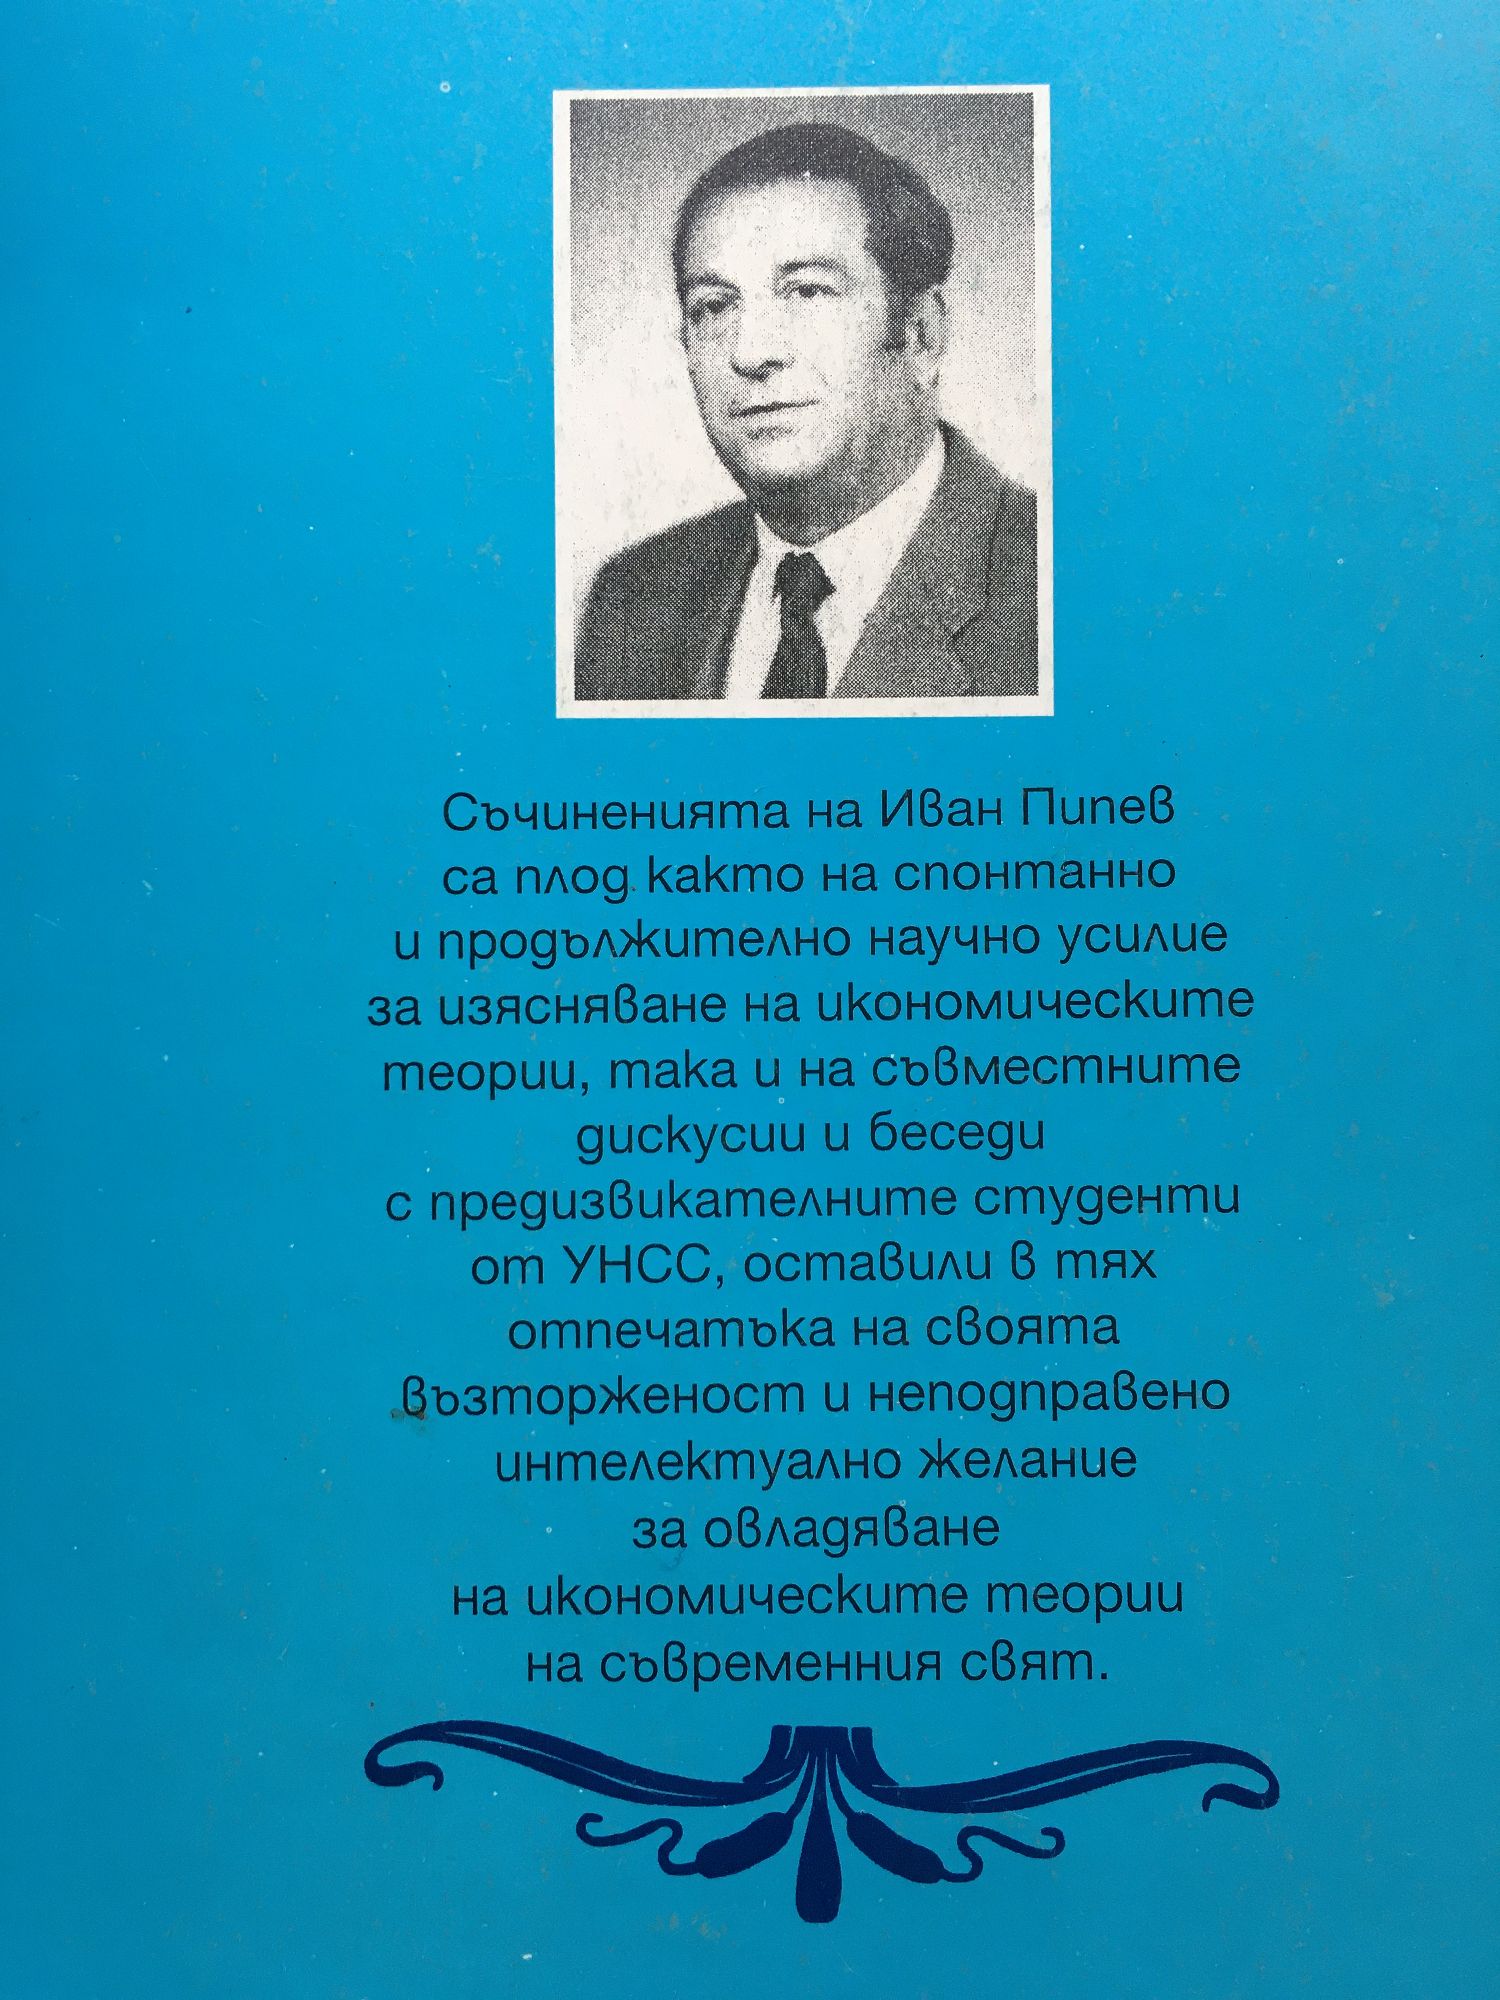 Съчиненията на Иван Пипев
са плод както на спонтанно
и продължително научно усилие
за изясняване на икономическите
теории, така и на съвместните
дискусии и беседи
с предизвикателните студенти
от УНСС, оставили в тях
отпечатъка на своята
възторженост и неподправено
интелектуално желание
за овладяване
на икономическите теории
на съвременния свят.